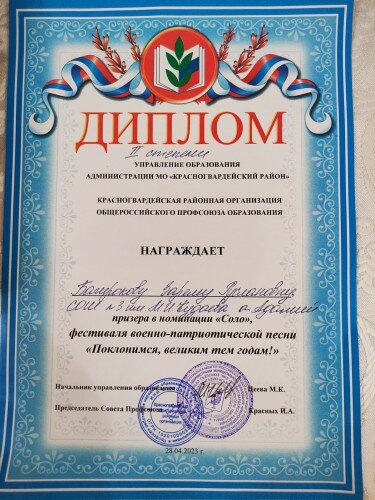 ДИПЛОМ
II степени
УПРАВЛЕНИЕ ОБРАЗОВАНИЯ
АДМИНИСТРАЦИИ МО «КРАСНОГВАРДЕЙСКИЙ РАЙОН»
КРАСНОГВАРДЕЙСКАЯ РАЙОННАЯ ОРГАНИЗАЦИЯ
ОБЩЕРОССИЙСКОГО ПРОФСОЮЗА ОБРАЗОВАНИЯ
НАГРАЖДАЕТ
СОШ №3 им.
призера в номинации «Соло»,
фестиваля военно-патриотической песни
«Поклонимся, великим тем годам!»
Начальник управления образования Цеева М.К.
Председатель Совета Профсоюза Красных И.А.
28.04.2023 г.